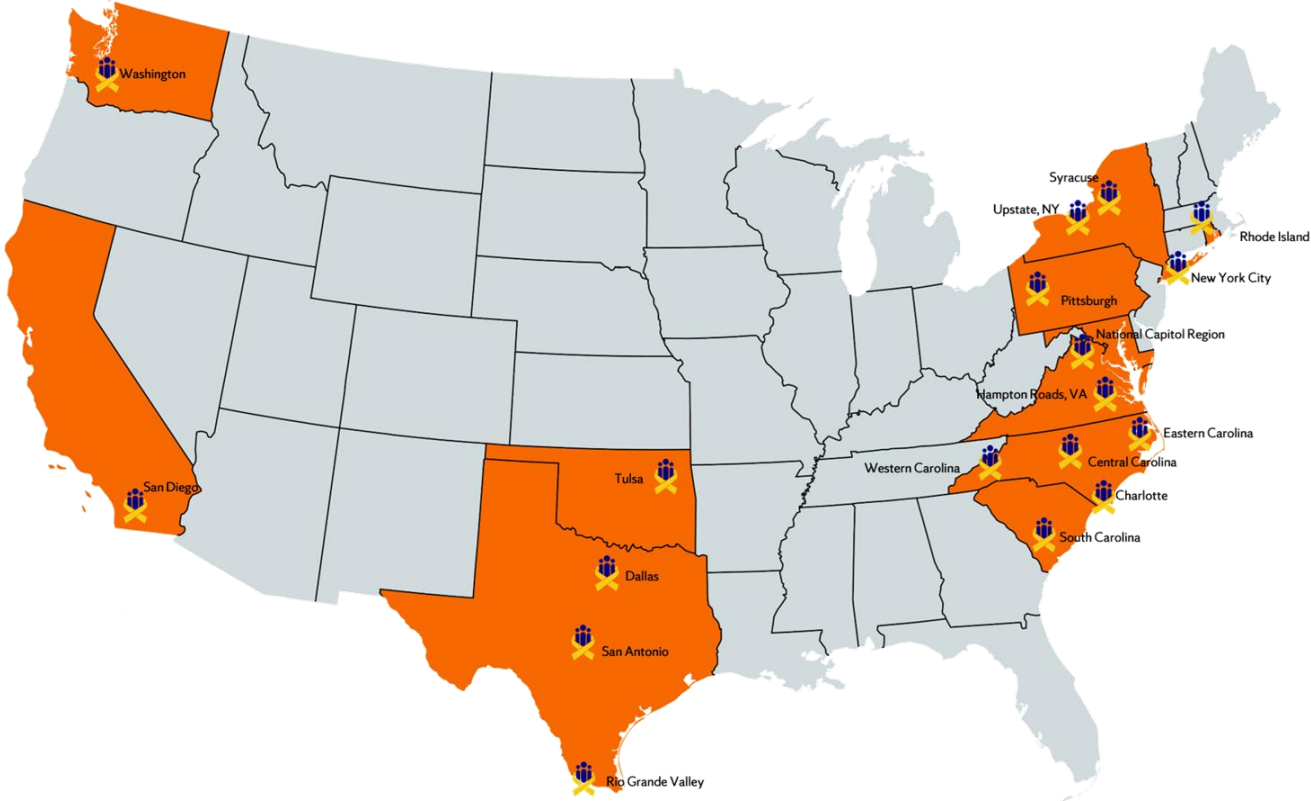 Washington
Syracuse
Upstate, NY
Rhode Island
New York City
Pittsburgh
National Capitol Region
Hampton Roads, VA
Eastern Carolina
Central Carolina
Western Carolina
Tulsa
San Diego
Charlotte
South Carolina
Dallas
San Antonio
Rio Grande Valley